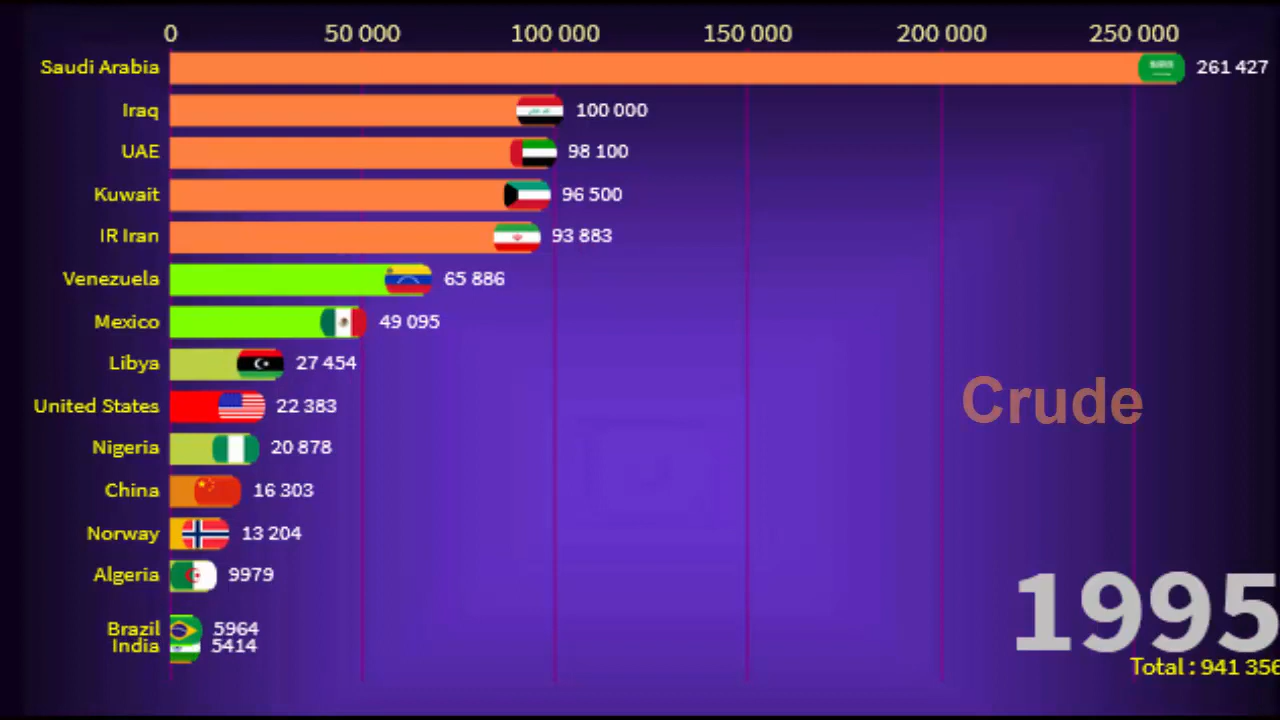 0 50 000 100 000 150 000 200 000 250 000
Saudi Arabia 261 427
Iraq 100 000
UAE 98 100
Kuwait 96 500
IR Iran 93 883
Venezuela 65 886
Mexico 49 095
Libya 27 454
United States 22 383
Crude
Nigeria 20 878
China 16 303
Norway 13 204
Algeria 9979
Brazil 5964
India 5414
1995
Total : 941 356